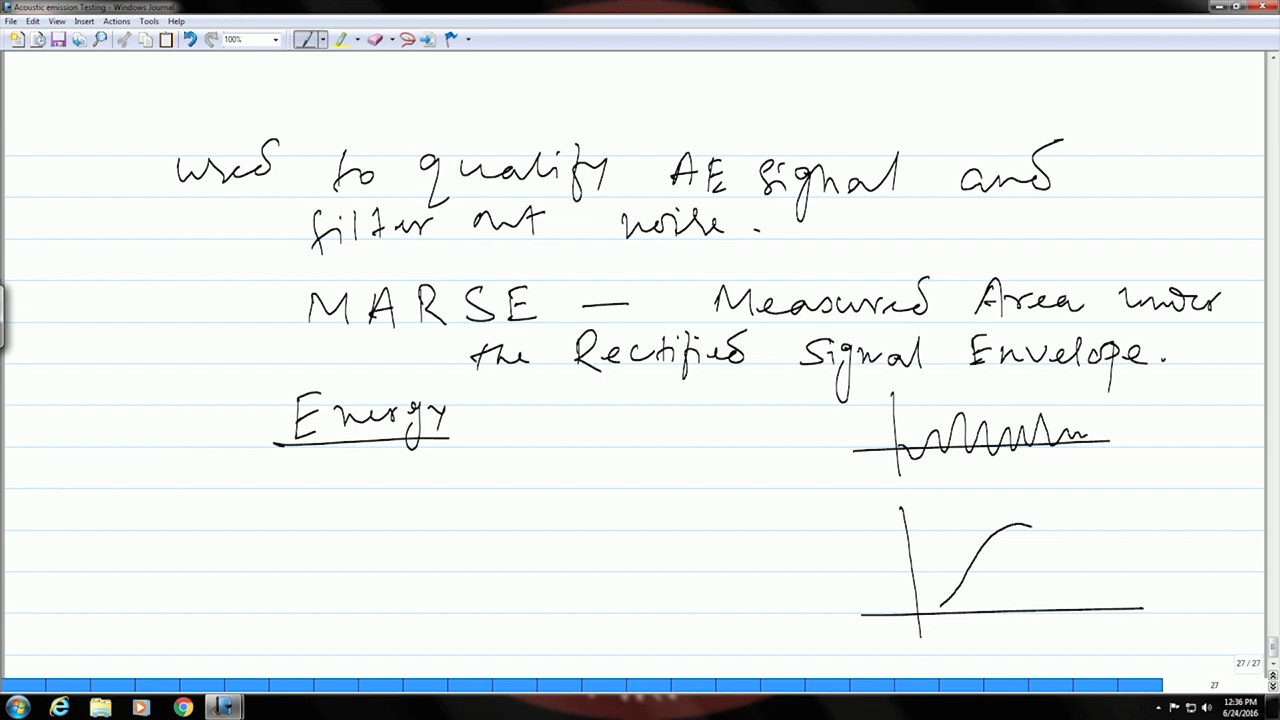 Acoustic emission Testing - Windows Journal
File Edit View Insert Actions Tools Help
100%
used to qualify AE signal and
filter out noise.
MARSE — Measured Area under
the Rectified Signal Envelope.
Energy
27 / 27
27
12:36 PM
6/24/2016